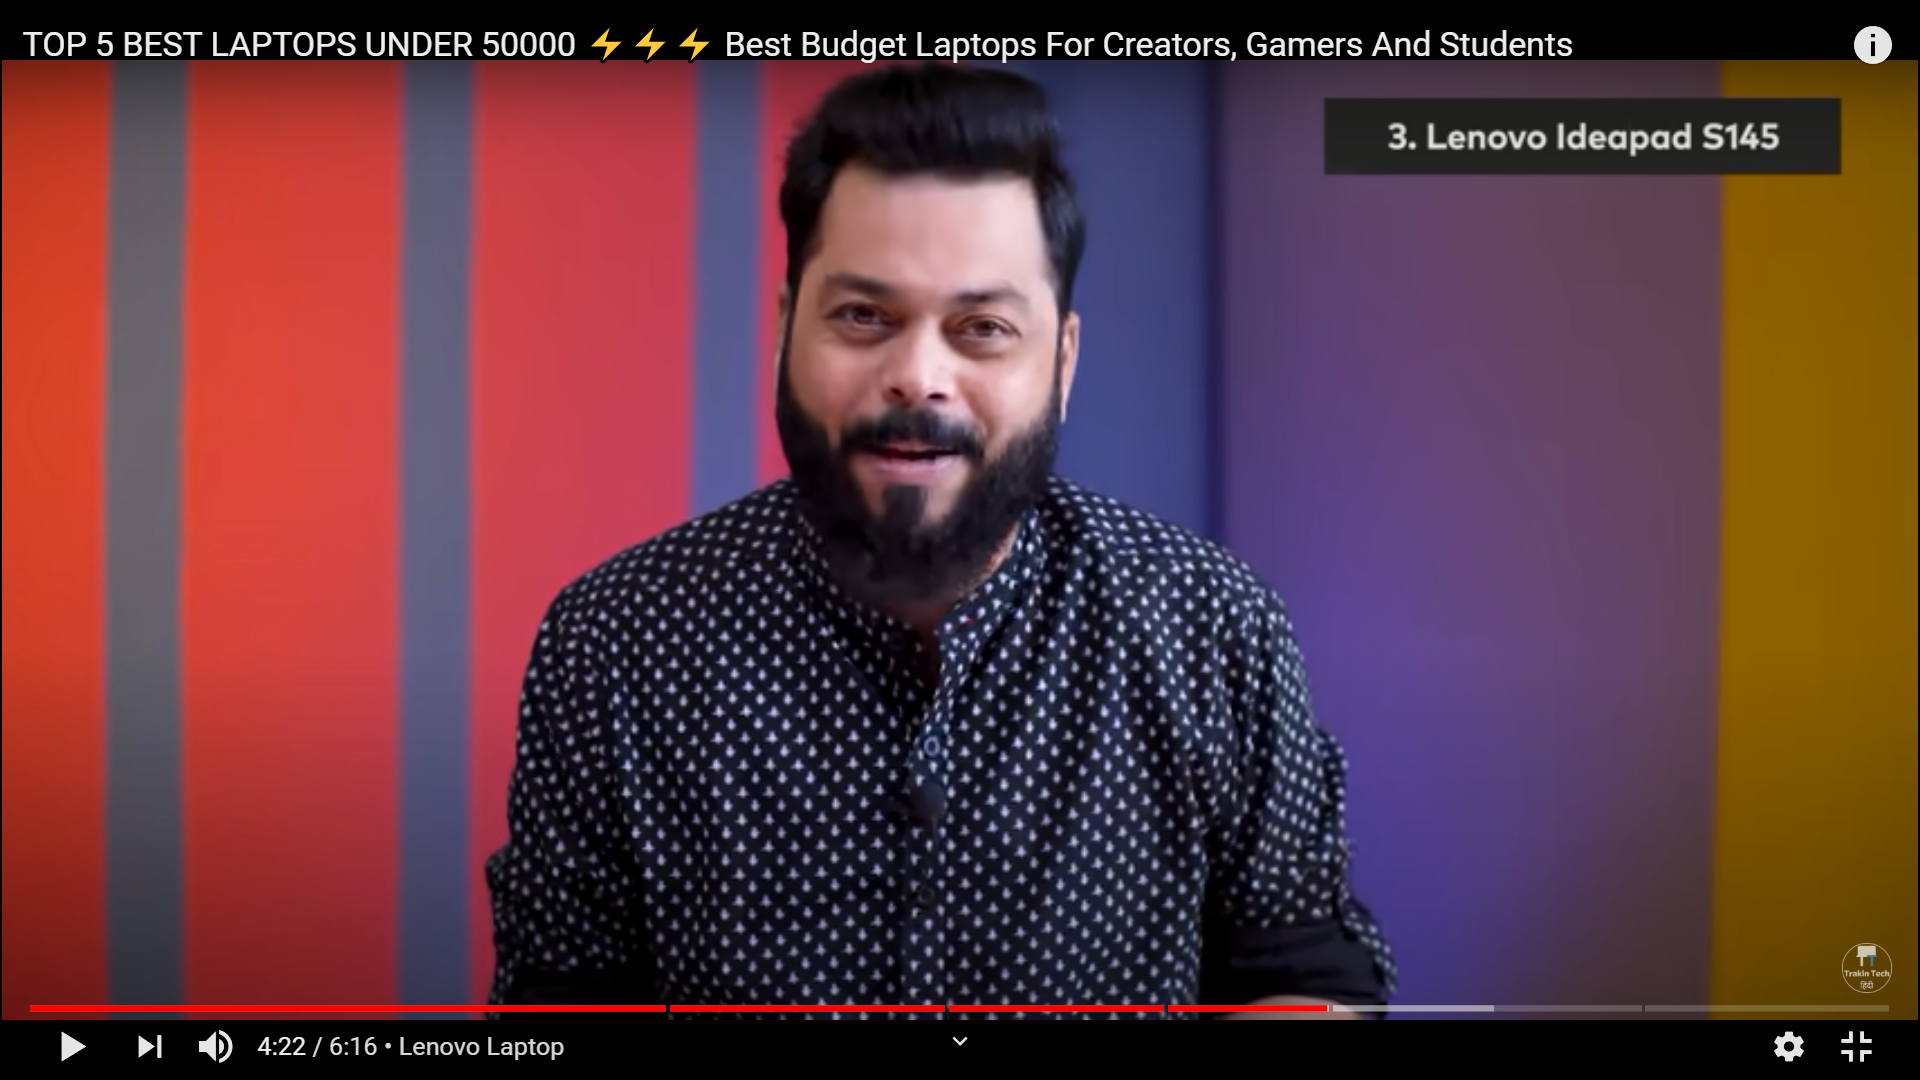 TOP 5 BEST LAPTOPS UNDER 50000 ⚡⚡⚡ Best Budget Laptops For Creators, Gamers And Students
3. Lenovo Ideapad S145
TrakIn Tech
हिंदी
4:22 / 6:16 • Lenovo Laptop